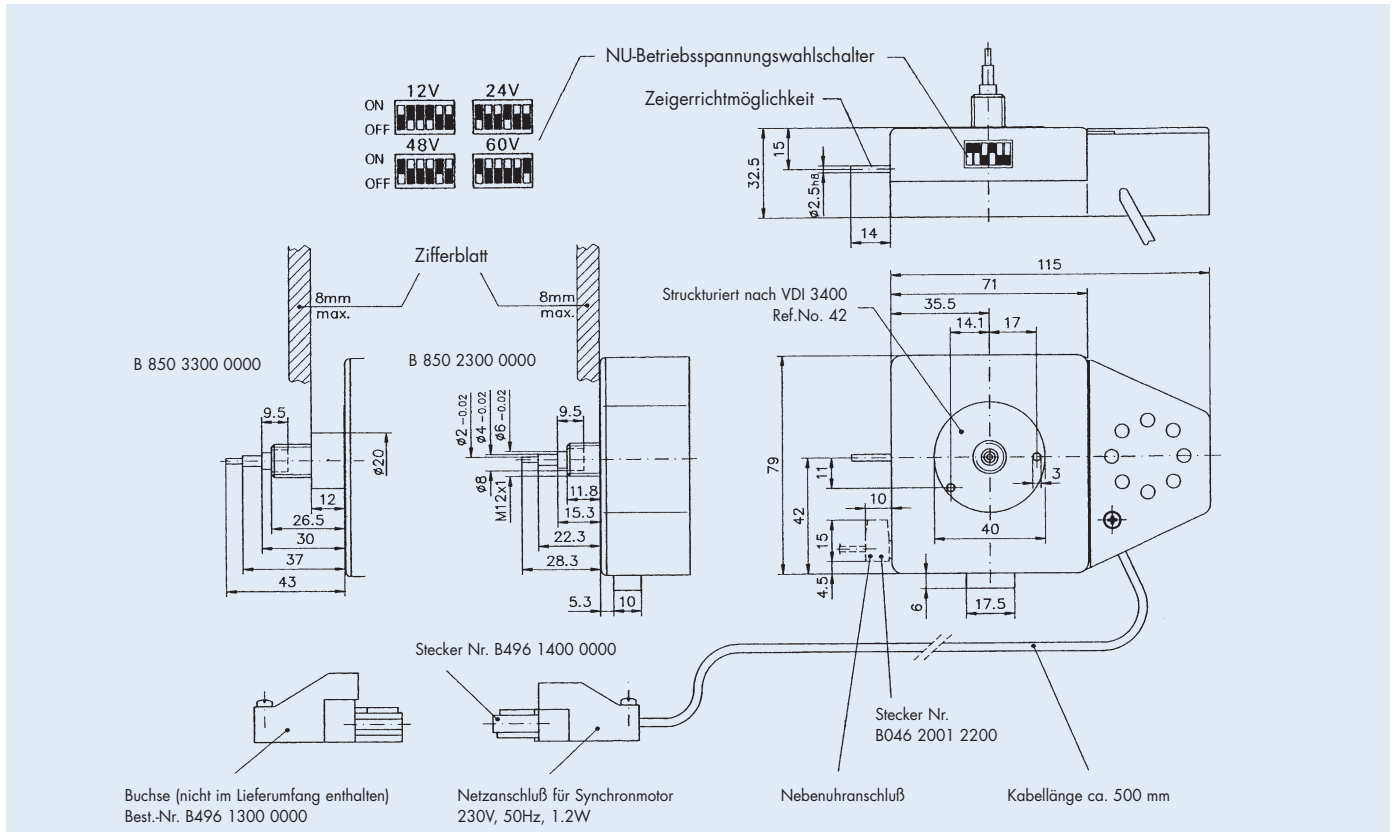 NU-Betriebsspannungswahlschalter
12V
24V
ON
OFF
48V
60V
ON
OFF
Zeigerrichtmöglichkeit
32.5
15
ø2.5h8
14
Zifferblatt
8mm
max.
8mm
max.
Struktur​iert nach VDI 3400
Ref.No. 42
115
71
35.5
14.1
17
B 850 3300 0000
B 850 2300 0000
9.5
ø20
12
26.5
30
37
43
ø2 -0.02
ø4 -0.02
ø6 -0.02
9.5
ø8
M12x1
11.8
15.3
22.3
28.3
5.3
10
79
42
11
3
10
40
15
4.5
6
17.5
Stecker Nr. B496 1400 0000
Stecker Nr.
B046 2001 2200
Buchse (nicht im Lieferumfang enthalten)
Best.-Nr. B496 1300 0000
Netzanschluß für Synchronmotor
230V, 50Hz, 1.2W
Nebenuhranschluß
Kabellänge ca. 500 mm